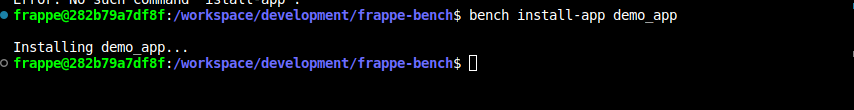 Error: No such command 'istall-app'.
frappe@282b79a7df8f:/workspace/development/frappe-bench$ bench install-app demo_app
Installing demo_app...
frappe@282b79a7df8f:/workspace/development/frappe-bench$